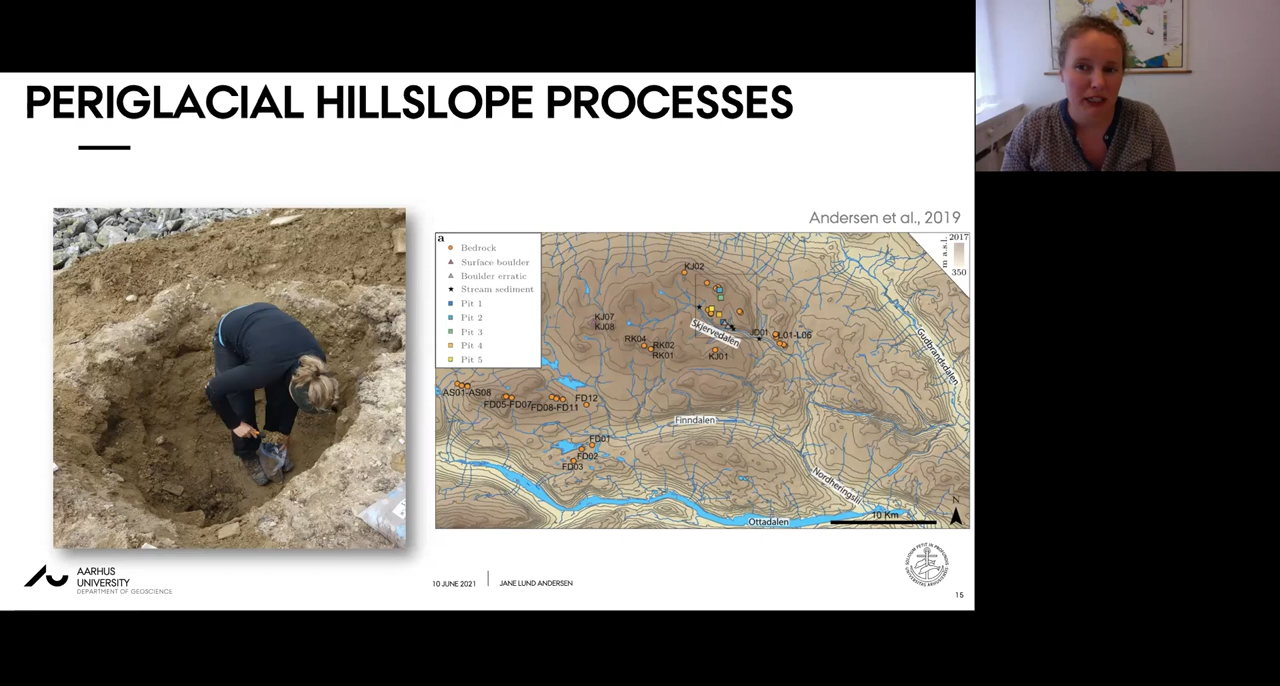 PERIGLACIAL HILLSLOPE PROCESSES
Andersen et al., 2019
a
Bedrock
Surface boulder
Boulder erratic
Stream sediment
Pit 1
Pit 2
Pit 3
Pit 4
Pit 5
2017
m a.s.l.
350
KJ02
KJ07
KJ08
Skjervedalen
JD01
L01-L06
RK04
RK02
RK01
KJ01
Gudbrandsdalen
AS01-AS08
FD05-FD07
FD08-FD11
FD12
Finndalen
FD01
FD02
FD03
Nordheringslii
N
10 Km
Ottadalen
AARHUS
UNIVERSITY
DEPARTMENT OF GEOSCIENCE
10 JUNE 2021
JANE LUND ANDERSEN
15